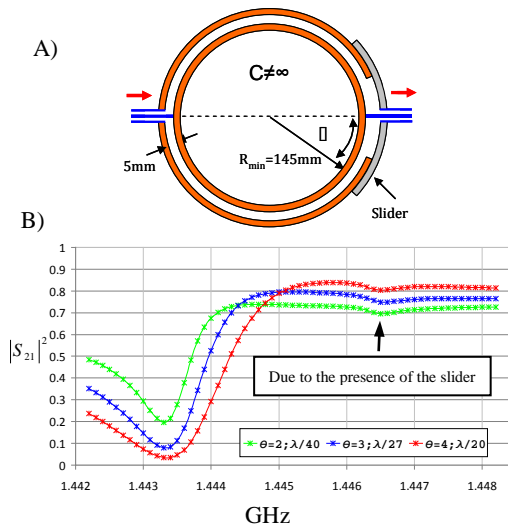 A)
C≠∞
5mm
R_min=145mm
Slider
B)
|S_21|^2
1
0.9
0.8
0.7
0.6
0.5
0.4
0.3
0.2
0.1
0
Due to the presence of the slider
Θ=2;λ/40 Θ=3;λ/27 Θ=4;λ/20
1.442 1.443 1.444 1.445 1.446 1.447 1.448
GHz